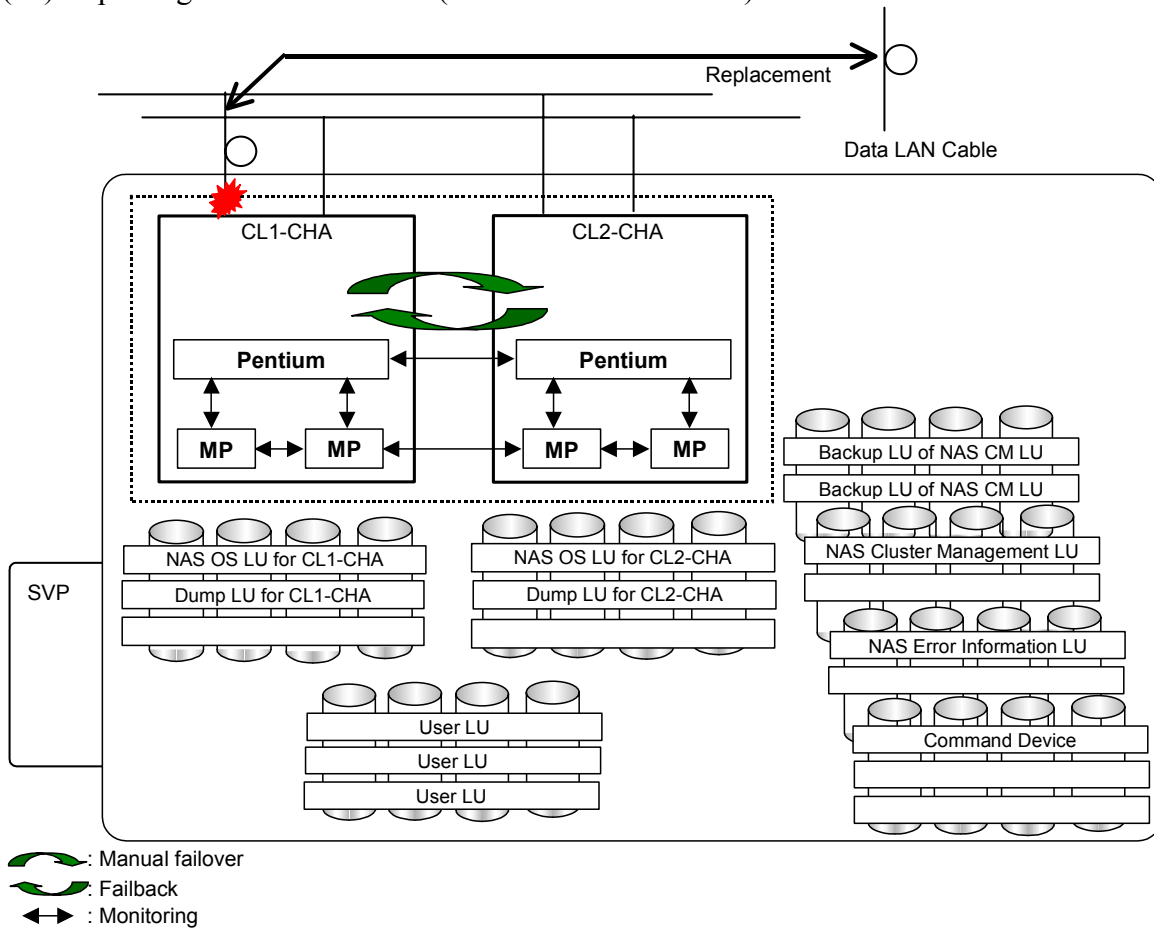 Replacement
Data LAN Cable
CL1-CHA
CL2-CHA
Pentium
Pentium
MP
MP
MP
MP
Backup LU of NAS CM LU
Backup LU of NAS CM LU
NAS Cluster Management LU
NAS Error Information LU
Command Device
NAS OS LU for CL1-CHA
Dump LU for CL1-CHA
NAS OS LU for CL2-CHA
Dump LU for CL2-CHA
SVP
User LU
User LU
User LU
: Manual failover
: Failback
: Monitoring